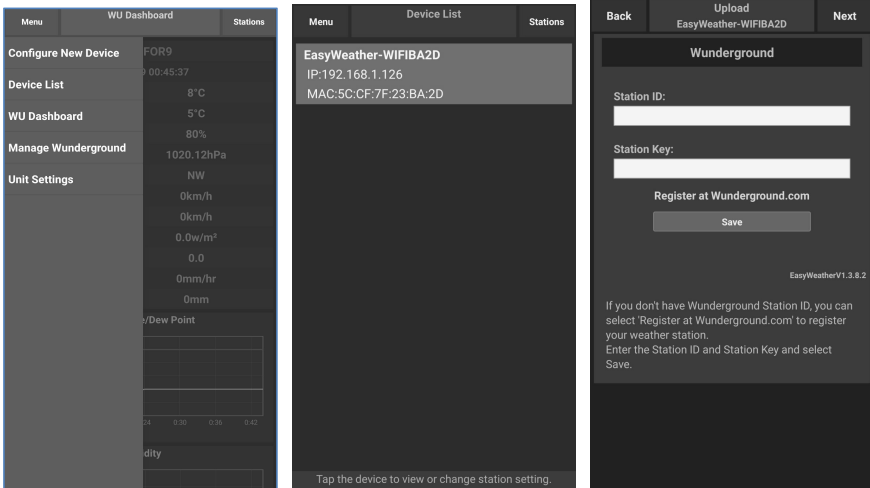 Menu
WU Dashboard
Stations
Configure New Device
FOR9
00:45:37
Device List
8°C
WU Dashboard
5°C
80%
Manage Wunderground
1020.12hPa
Unit Settings
NW
0km/h
0km/h
0.0w/m²
0.0
0mm/hr
0mm
/Dew Point
24 0:30 0:36 0:42
dity
Menu
Device List
Stations
EasyWeather-WIFIBA2D
IP:192.168.1.126
MAC:5C:CF:7F:23:BA:2D
Tap the device to view or change station setting.
Back
Upload
EasyWeather-WIFIBA2D
Next
Wunderground
Station ID:
Station Key:
Register at Wunderground.com
Save
EasyWeatherV1.3.8.2
If you don't have Wunderground Station ID, you can
select 'Register at Wunderground.com' to register
your weather station.
Enter the Station ID and Station Key and select
Save.